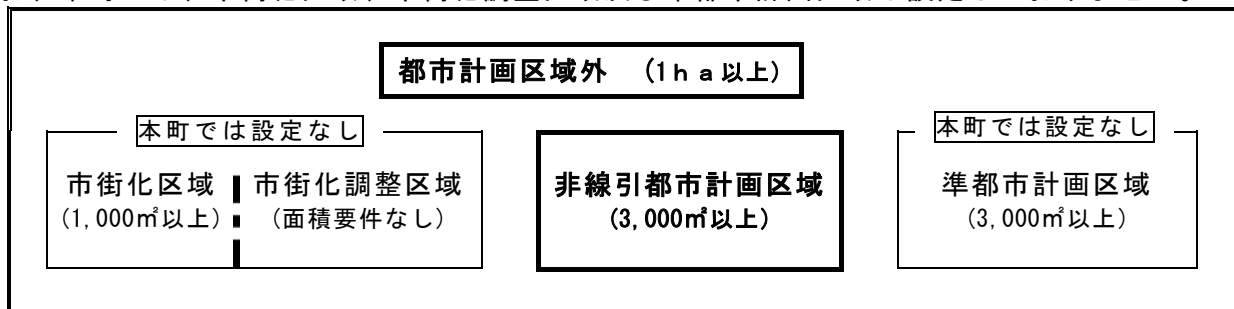 都市計画区域外 (1ha以上)
本町では設定なし
市街化区域
(1,000㎡以上)
市街化調整区域
(面積要件なし)
非線引都市計画区域
(3,000㎡以上)
本町では設定なし
準都市計画区域
(3,000㎡以上)